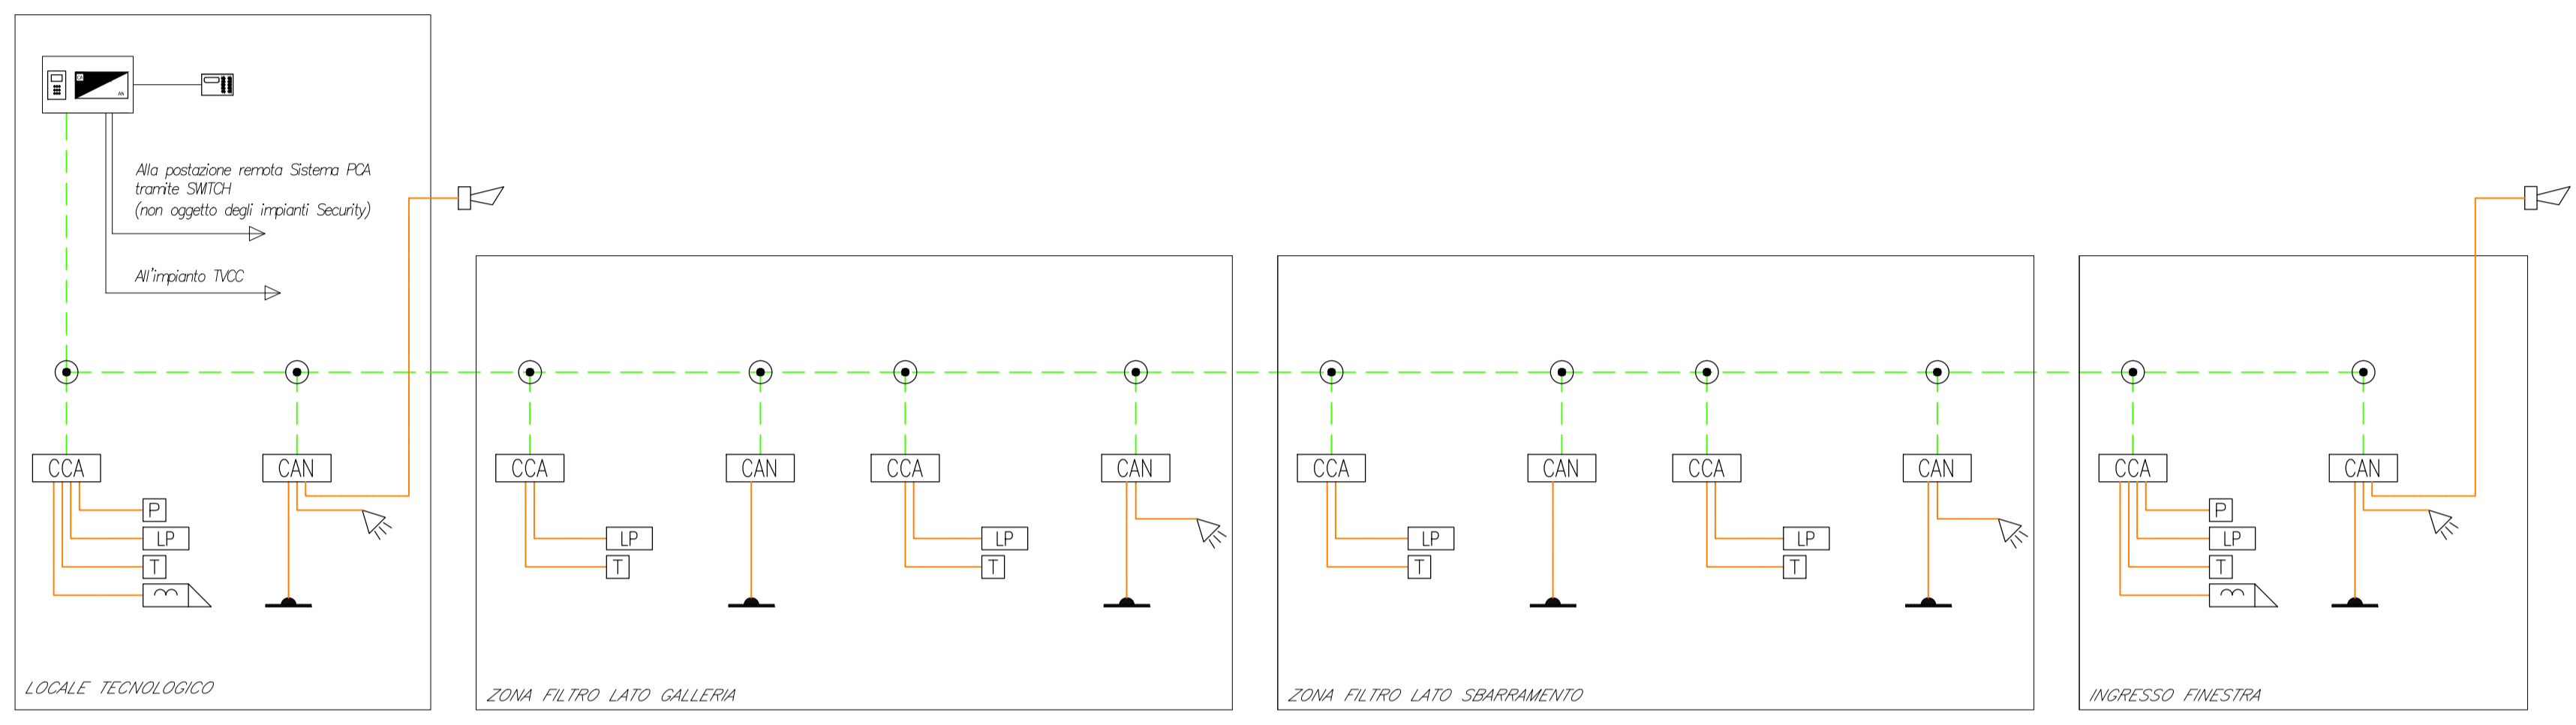 CA
AN
Alla postazione remota Sistema PCA
tramite SWITCH
(non oggetto degli impianti Security)
All'impianto TVCC
CCA
CAN
P
LP
T
LOCALE TECNOLOGICO
CCA
CAN
CCA
CAN
LP
T
LP
T
ZONA FILTRO LATO GALLERIA
CCA
CAN
CCA
CAN
LP
T
LP
T
ZONA FILTRO LATO SBARRAMENTO
CCA
CAN
P
LP
T
INGRESSO FINESTRA